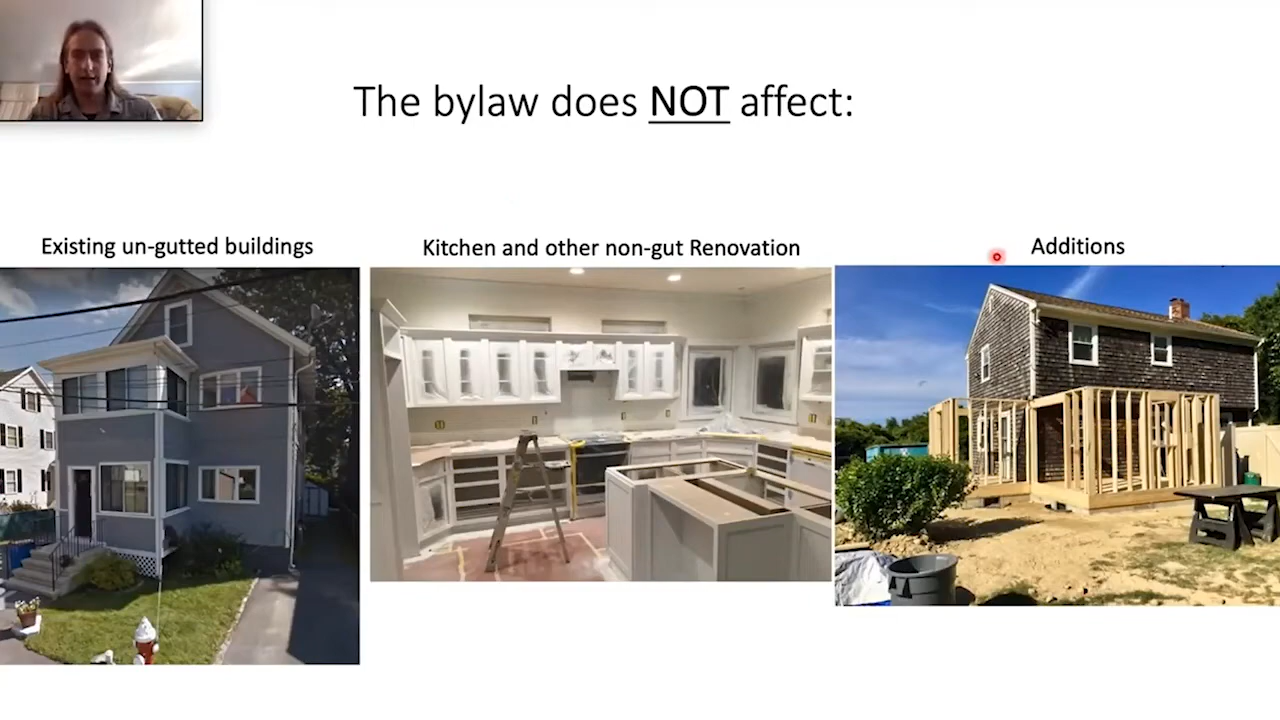 The bylaw does NOT affect:
Existing un-gutted buildings
Kitchen and other non-gut Renovation
Additions